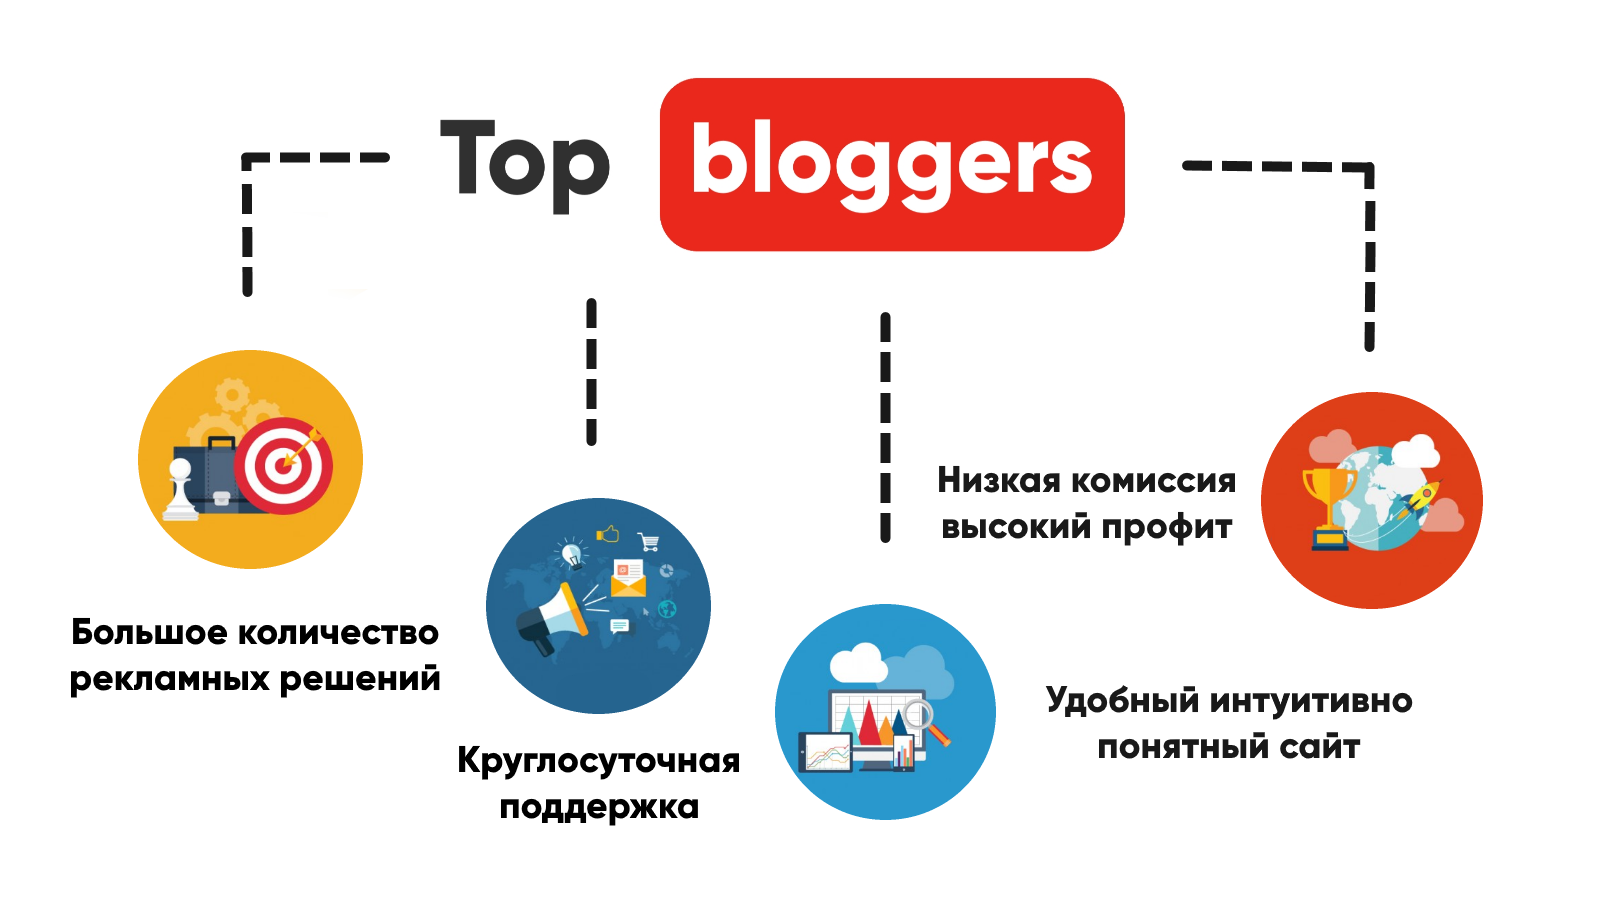 Top bloggers
Большое количество
рекламных решений
Круглосуточная
поддержка
Удобный интуитивно
понятный сайт
Низкая комиссия
высокий профит